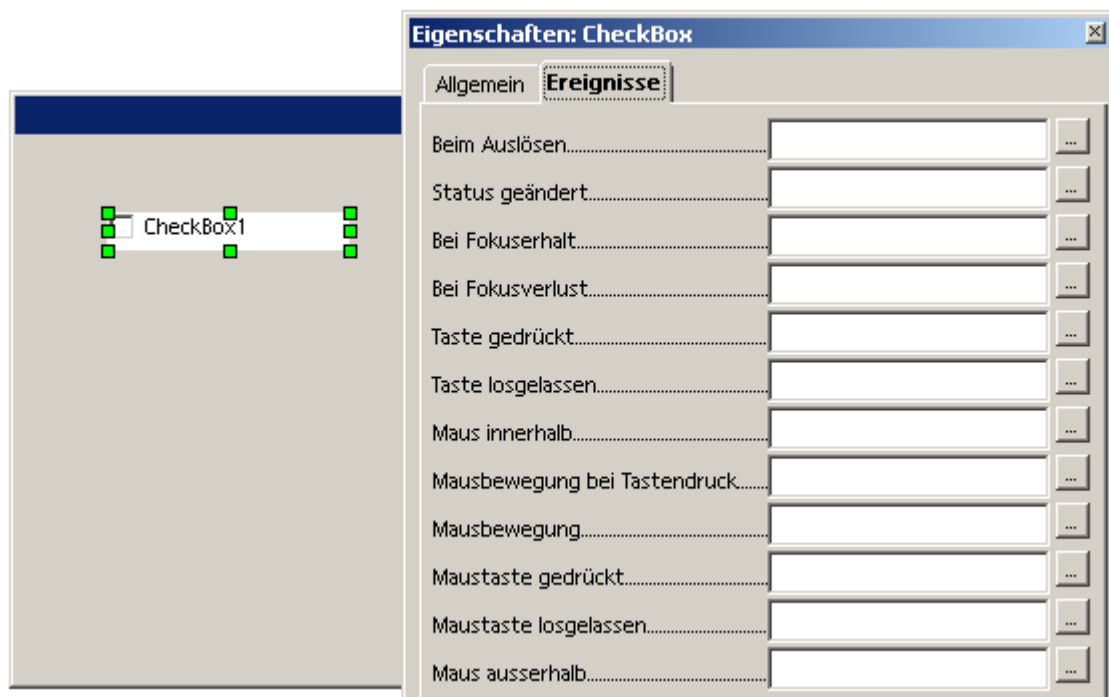 Eigenschaften: CheckBox
Allgemein Ereignisse
CheckBox1
Beim Auslösen........................................ ...
Status geändert........................................ ...
Bei Fokuserhalt........................................ ...
Bei Fokusverlust........................................ ...
Taste gedrückt........................................ ...
Taste losgelassen........................................ ...
Maus innerhalb........................................ ...
Mausbewegung bei Tastendruck....... ...
Mausbewegung........................................ ...
Maustaste gedrückt.............................. ...
Maustaste losgelassen......................... ...
Maus ausserhalb.................................... ...